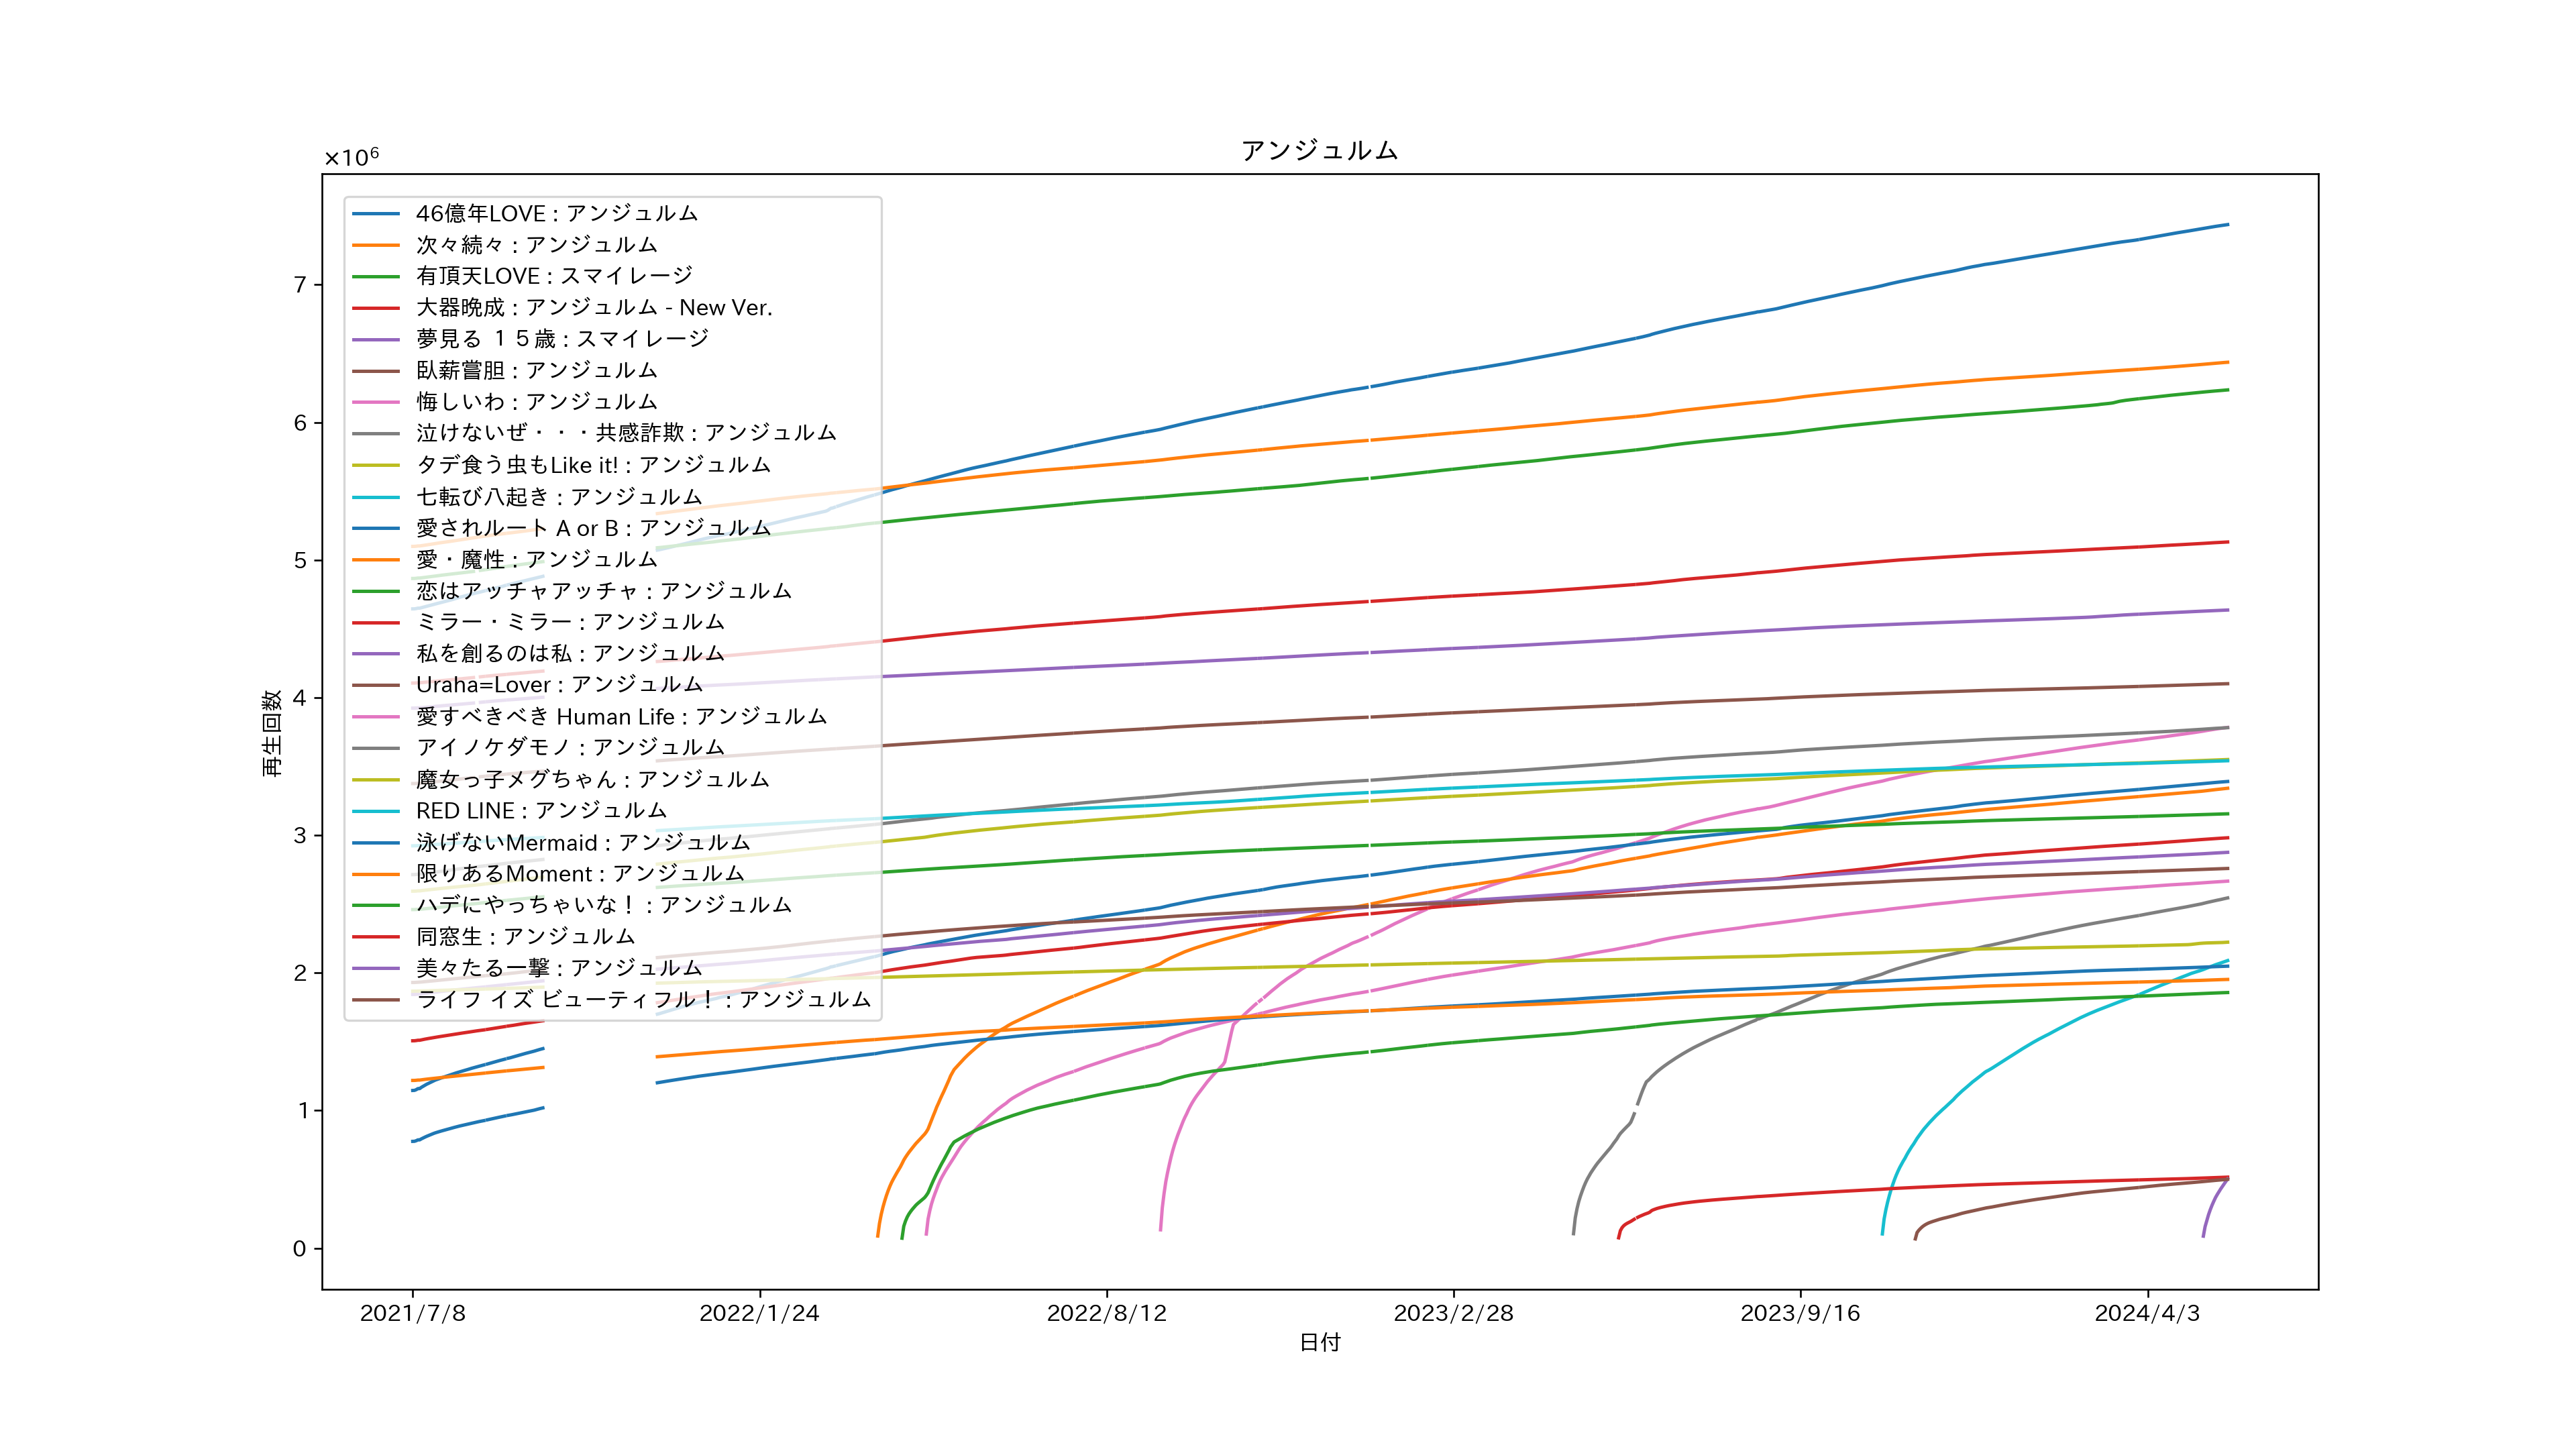 アンジュルム
×10⁶
46億年LOVE : アンジュルム
次々続々 : アンジュルム
有頂天LOVE : スマイレージ
大器晩成 : アンジュルム - New Ver.
夢見る １５歳 : スマイレージ
臥薪嘗胆 : アンジュルム
悔しいわ : アンジュルム
泣けないぜ・・・共感詐欺 : アンジュルム
タデ食う虫もLike it! : アンジュルム
七転び八起き : アンジュルム
愛されルート A or B : アンジュルム
愛・魔性 : アンジュルム
恋はアッチャアッチャ : アンジュルム
ミラー・ミラー : アンジュルム
私を創るのは私 : アンジュルム
Uraha=Lover : アンジュルム
愛すべきべき Human Life : アンジュルム
アイノケダモノ : アンジュルム
魔女っ子メグちゃん : アンジュルム
RED LINE : アンジュルム
泳げないMermaid : アンジュルム
限りあるMoment : アンジュルム
ハデにやっちゃいな！ : アンジュルム
同窓生 : アンジュルム
美々たる一撃 : アンジュルム
ライフ イズ ビューティフル！ : アンジュルム
再生回数
7
6
5
4
3
2
1
0
2021/7/8
2022/1/24
2022/8/12
2023/2/28
2023/9/16
2024/4/3
日付